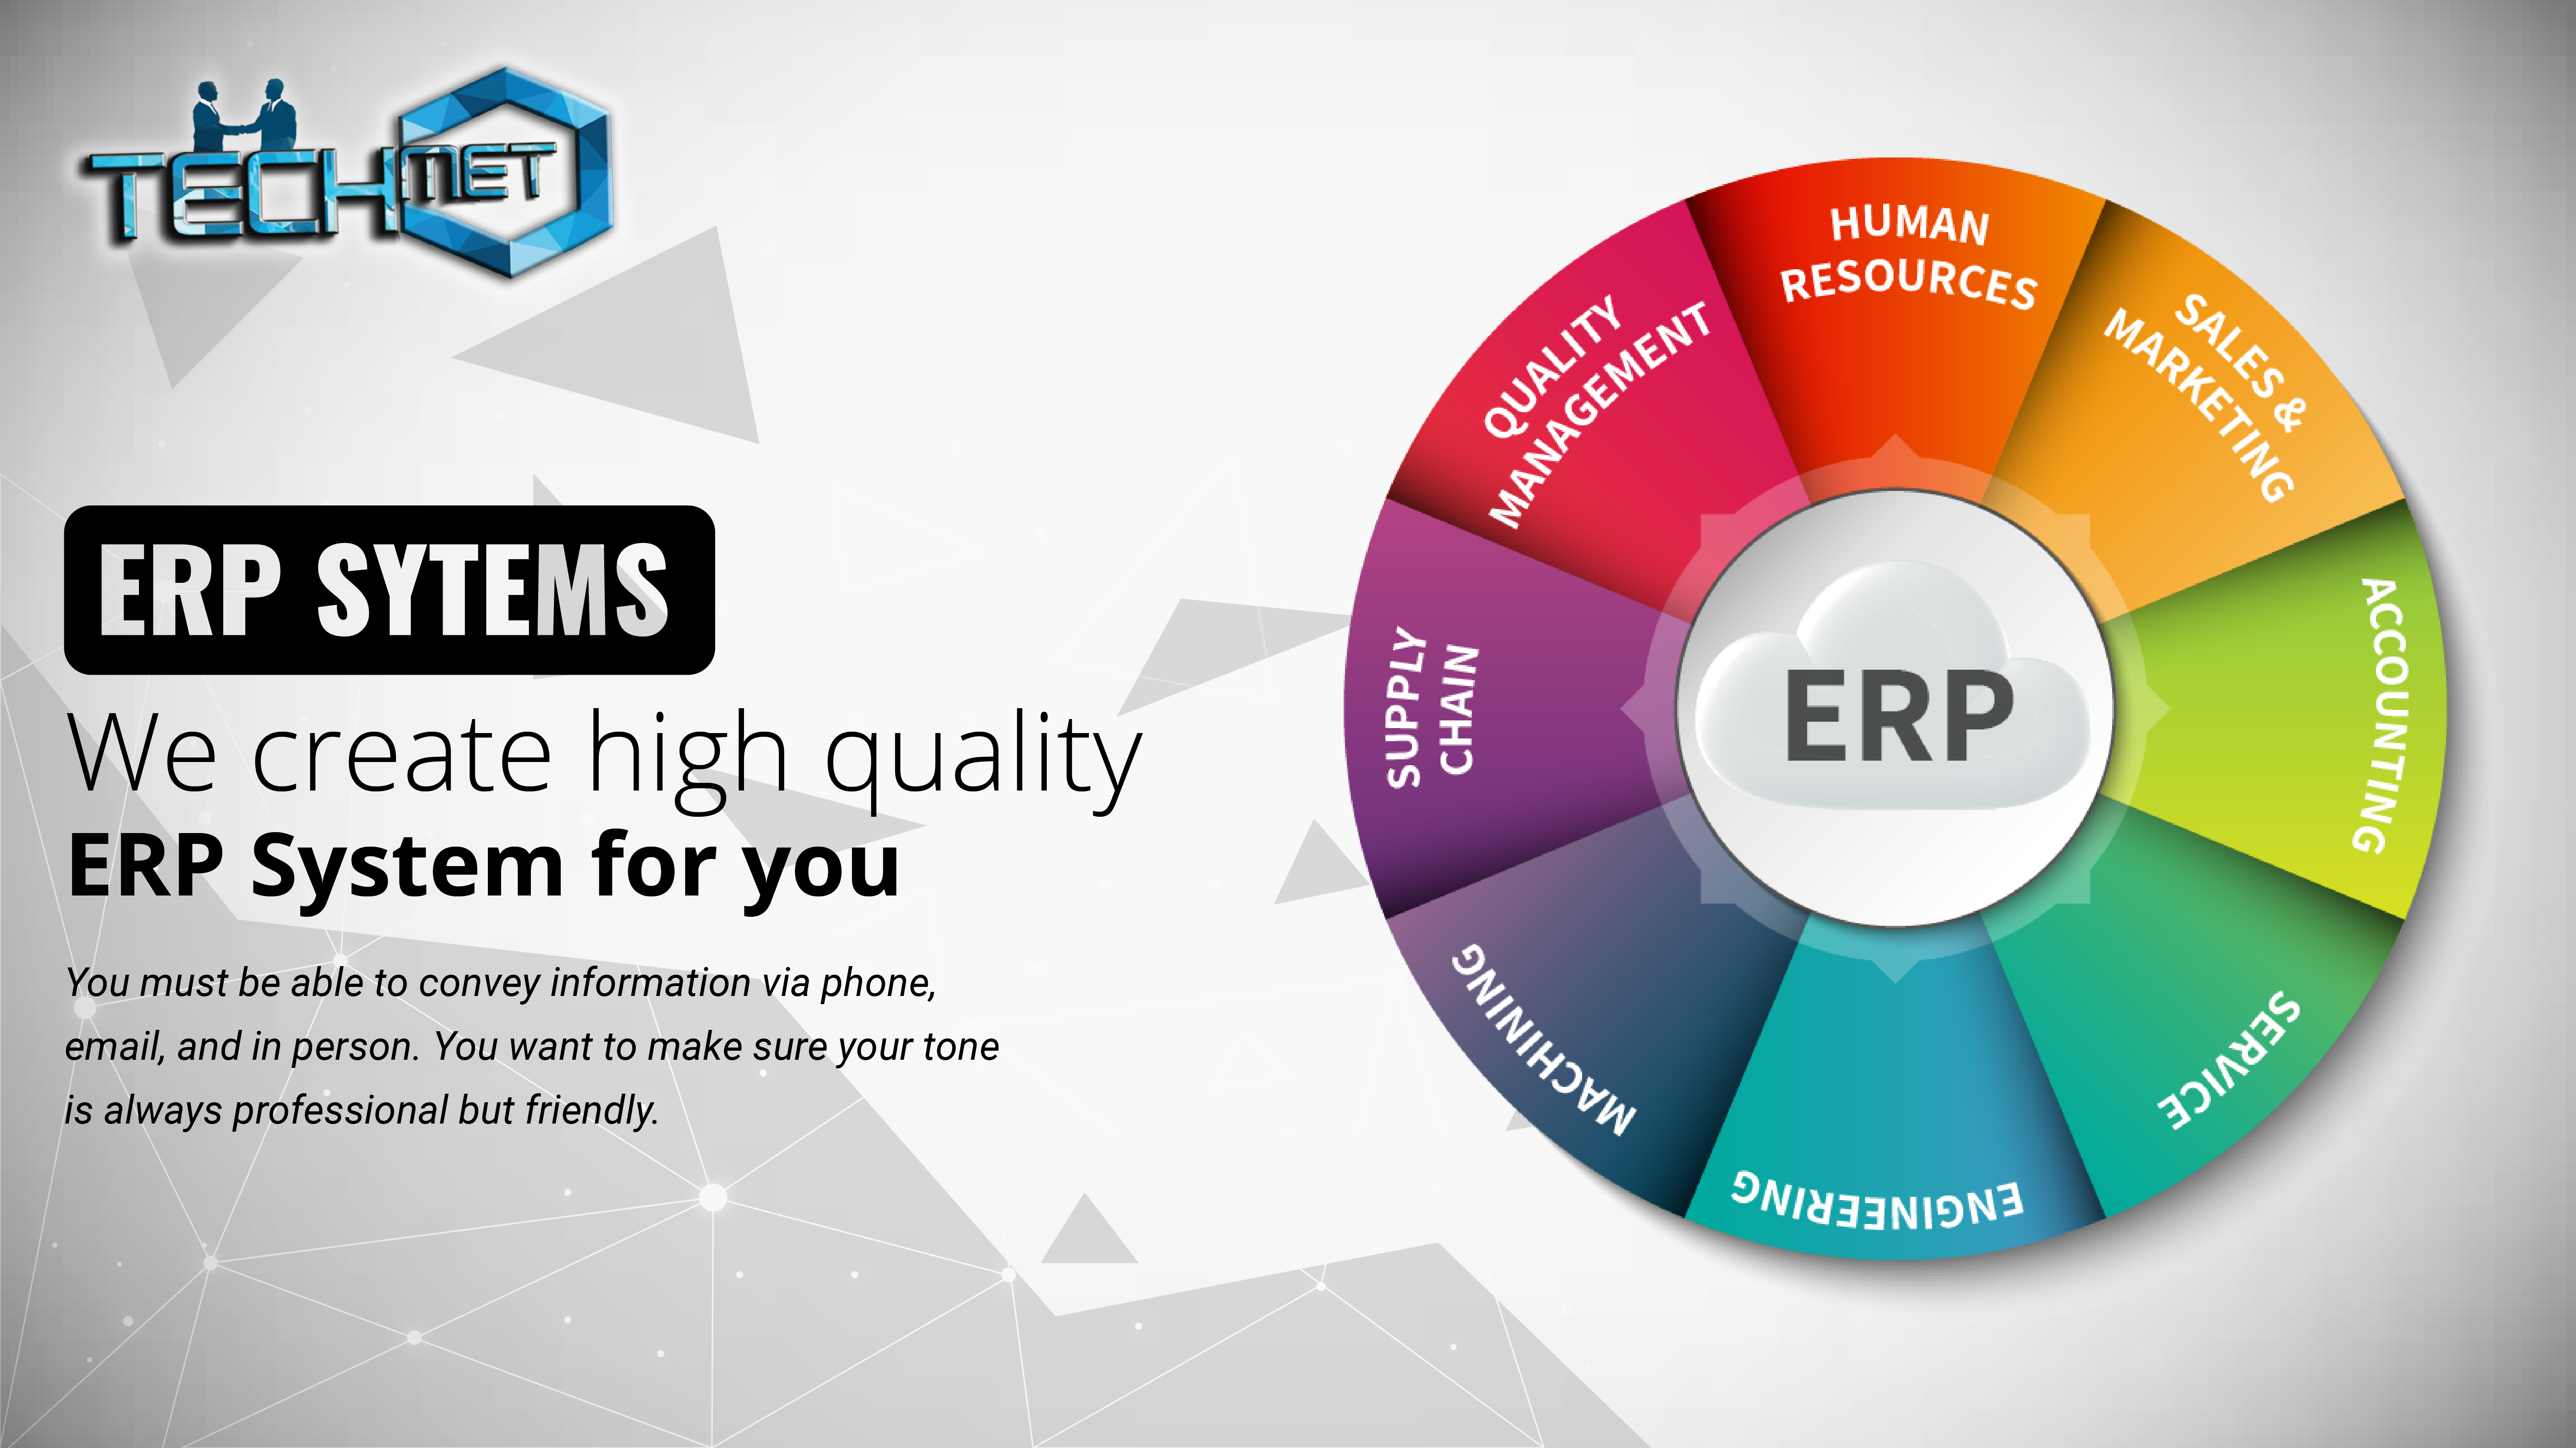 TECHMET
ERP SYTEMS
We create high quality
ERP System for you
You must be able to convey information via phone,
email, and in person. You want to make sure your tone
is always professional but friendly.
HUMAN
RESOURCES
SALES &
MARKETING
ACCOUNTING
SERVICE
ENGINEERING
MACHINING
SUPPLY
CHAIN
QUALITY
MANAGEMENT
ERP